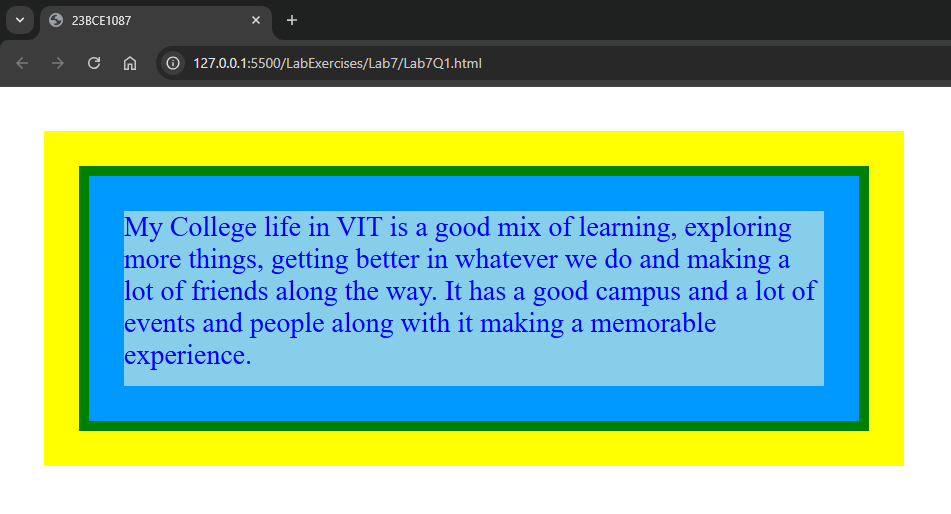 23BCE1087
127.0.0.1:5500/LabExercises/Lab7/Lab7Q1.html
My College life in VIT is a good mix of learning, exploring
more things, getting better in whatever we do and making a
lot of friends along the way. It has a good campus and a lot of
events and people along with it making a memorable
experience.